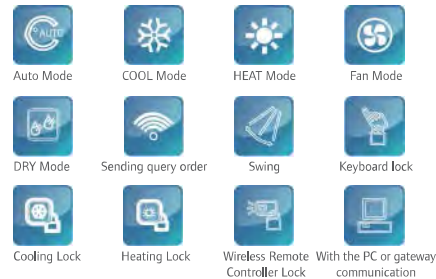 AUTO
Auto Mode
COOL Mode
HEAT Mode
Fan Mode
DRY Mode
Sending query order
Swing
Keyboard lock
Cooling Lock
Heating Lock
Wireless Remote
Controller Lock
With the PC or gateway
communication